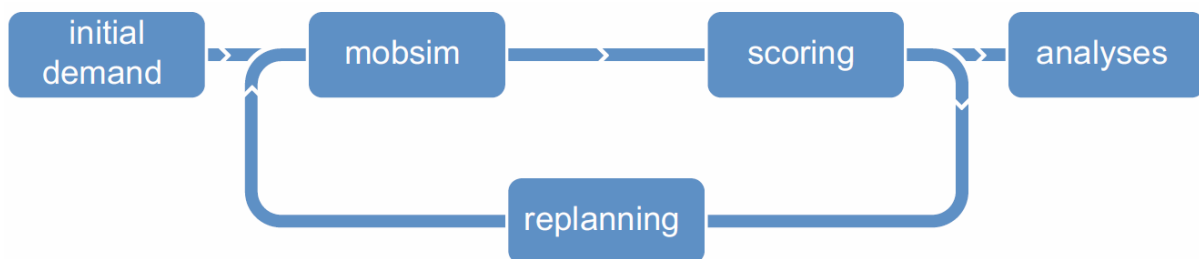 initial
demand
mobsim
scoring
analyses
replanning